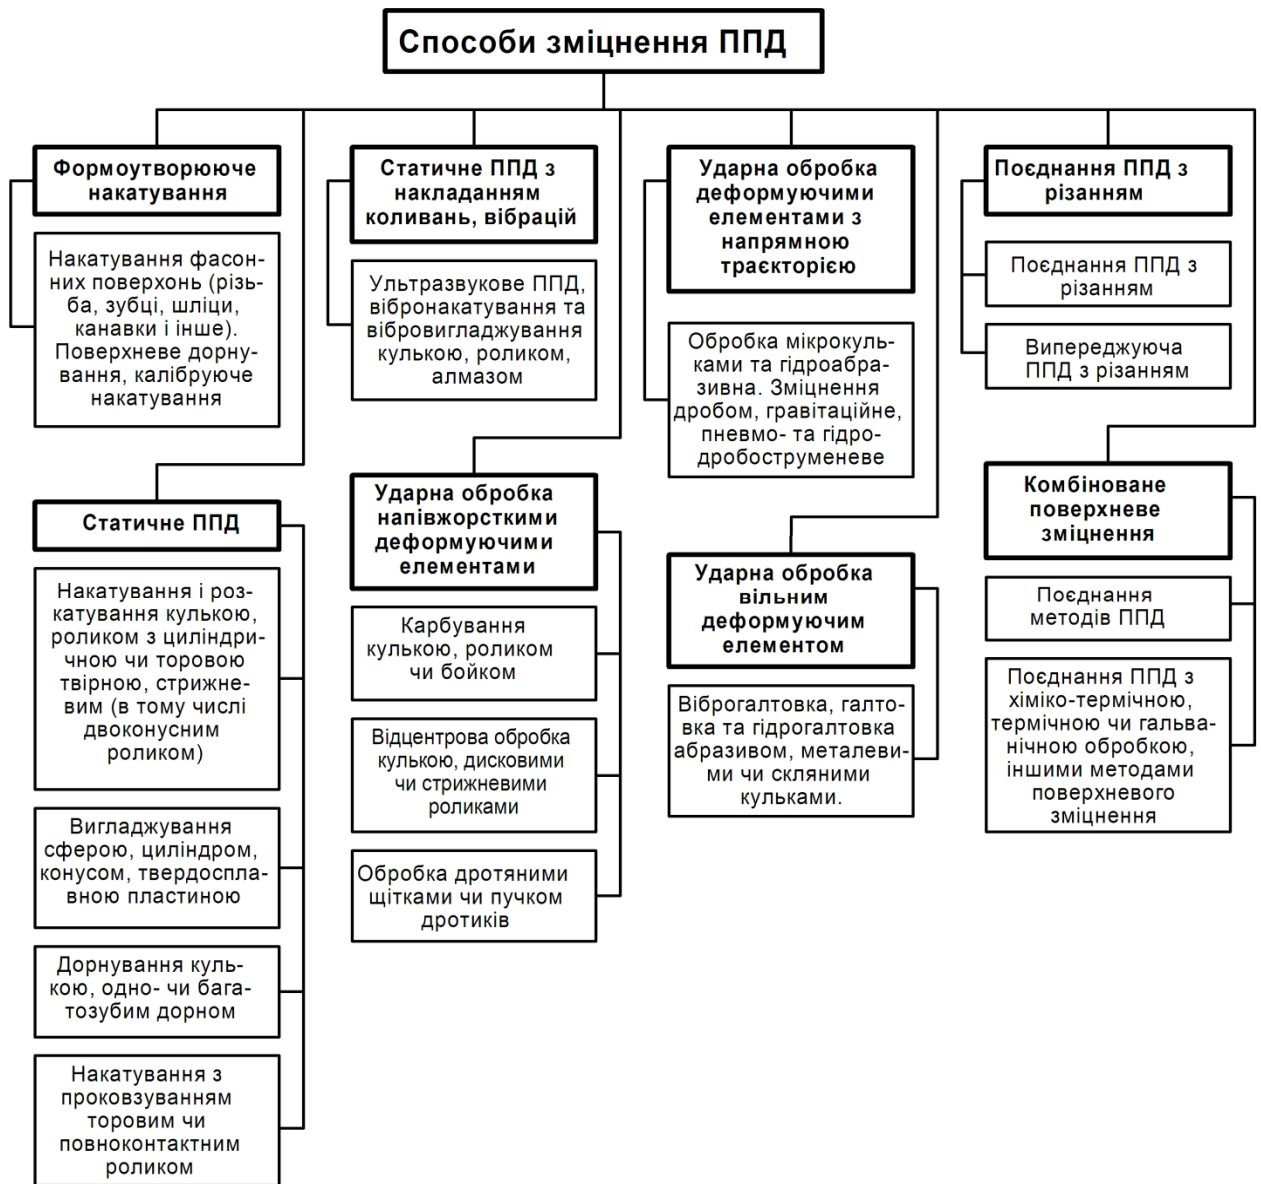 Способи зміцнення ППД
Формоутворююче
накатування
Накатування фасон-
них поверхонь (різь-
ба, зубці, шліци,
канавки і інше).
Поверхневе дорну-
вання, калібруюче
накатування
Статичне ППД
Накатування і роз-
катування кулькою,
роликом з циліндри-
чною чи торовою
твірною, стрижне-
вим (в тому числі
двоконусним
роликом)
Вигладжування
сферою, циліндром,
конусом, твердоспла-
вною пластиною
Дорнування куль-
кою, одно- чи бага-
тозубим дорном
Накатування з
проковзуванням
торовим чи
повноконтактним
роликом
Статичне ППД з
накладанням
коливань, вібрацій
Ультразвукове ППД,
вібронакатування та
вібровигладжування
кулькою, роликом,
алмазом
Ударна обробка
напівжорсткими
деформуючими
елементами
Карбування
кулькою, роликом
чи бойком
Відцентрова обробка
кулькою, дисковими
чи стрижневими
роликами
Обробка дротяними
щітками чи пучком
дротиків
Ударна обробка
деформуючими
елементами з
напрямною
траєкторією
Обробка мікрокуль-
ками та гідроабра-
зивна. Зміцнення
дробом, гравітаційне,
пневмо- та гідро-
дробоструменеве
Ударна обробка
вільним
деформуючим
елементом
Віброгалтовка, галто-
вка та гідрогалтовка
абразивом, металеви-
ми чи скляними
кульками.
Поєднання ППД з
різанням
Поєднання ППД з
різанням
Випереджуюча
ППД з різанням
Комбіноване
поверхневе
зміцнення
Поєднання
методів ППД
Поєднання ППД з
хіміко-термічною,
термічною чи гальва-
нічною обробкою,
іншими методами
поверхневого
зміцнення